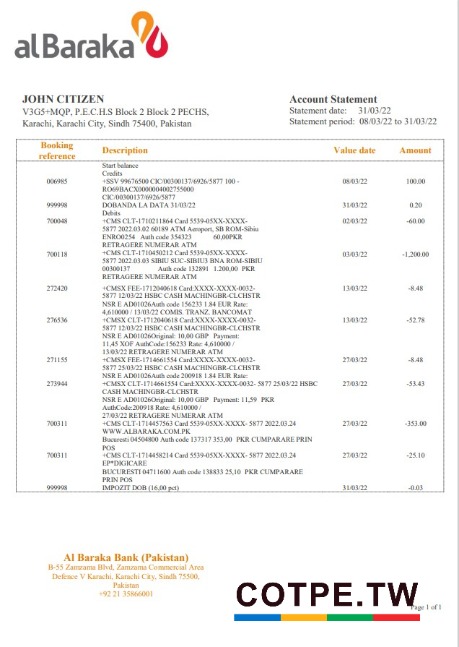 alBaraka
JOHN CITIZEN
V3G5+MQP, P.E.C.H.S Block 2 Block 2 PECHS,
Karachi, Karachi City, Sindh 75400, Pakistan
Account Statement
Statement date: 31/03/22
Statement period: 08/03/22 to 31/03/22
Booking reference Description Value date Amount
Start balance
Credits
006985 +SSV 99676500 CIC/00300137/6926/5877 100 - 08/03/22 100.00
RO69BACX0000004002755000
CIC/00300137/6926/5877
999998 DOBANDA LA DATA 31/03/22 31/03/22 0.20
Debits
700048 +CMS CLT-1710211864 Card 5539-05XX-XXXX- 02/03/22 -60.00
5877 2022.03.02 60189 ATM Aeroport, SB ROM-Sibiu
ENRO0254 Auth code 354323 60,00PKR
RETRAGERE NUMERAR ATM
700118 +CMS CLT-1710450212 Card 5539-05XX-XXXX- 03/03/22 -1,200.00
5877 2022.03.03 SIBIU SUC-SIBIU3 BNA ROM-SIBIU
00300137 Auth code 132891 1.200,00 PKR
RETRAGERE NUMERAR ATM
272420 +CMSX FEE-1712040618 Card:XXXX-XXXX-0032- 13/03/22 -8.48
5877 12/03/22 HSBC CASH MACHINGBR-CLCHSTR
NSR E AD01026Auth code 156233 1.84 EUR Rate:
4,610000 / 13/03/22 COMIS. TRANZ. BANCOMAT
276536 +CMSX CLT-1712040618 Card:XXXX-XXXX-0032- 13/03/22 -52.78
5877 12/03/22 HSBC CASH MACHINGBR-CLCHSTR
NSR E AD01026Original: 10,00 GBP Payment:
11,45 XOF AuthCode:156233 Rate: 4,610000 /
13/03/22 RETRAGERE NUMERAR ATM
271155 +CMSX FEE-1714661554 Card:XXXX-XXXX-0032- 27/03/22 -8.48
5877 25/03/22 HSBC CASH MACHINGBR-CLCHSTR
NSR E AD01026Auth code 200918 1.84 EUR Rate:
273944 +CMSX CLT-1714661554 Card:XXXX-XXXX-0032- 5877 25/03/22 HSBC 27/03/22 -53.43
CASH MACHINGBR-CLCHSTR
NSR E AD01026Original: 10,00 GBP Payment: 11,59 PKR
AuthCode:200918 Rate: 4,610000 /
27/03/22 RETRAGERE NUMERAR ATM
700311 +CMS CLT-1714457563 Card 5539-05XX-XXXX- 5877 2022.03.24 27/03/22 -353.00
WWW.ALBARAKA.COM.PK
Bucuresti 04504800 Auth code 137317 353,00 PKR CUMPARARE PRIN
POS
700311 +CMS CLT-1714458214 Card 5539-05XX-XXXX- 5877 2022.03.24 27/03/22 -25.10
EP*DIGICARE
BUCURESTI 04711600 Auth code 138833 25,10 PKR CUMPARARE
PRIN POS
999998 IMPOZIT DOB (16,00 pct) 31/03/22 -0.03
Al Baraka Bank (Pakistan)
B-55 Zamzama Blvd, Zamzama Commercial Area
Defence V Karachi, Karachi City, Sindh 75500,
Pakistan
+92 21 35866001
COTPE.TW
Page 1 of 1